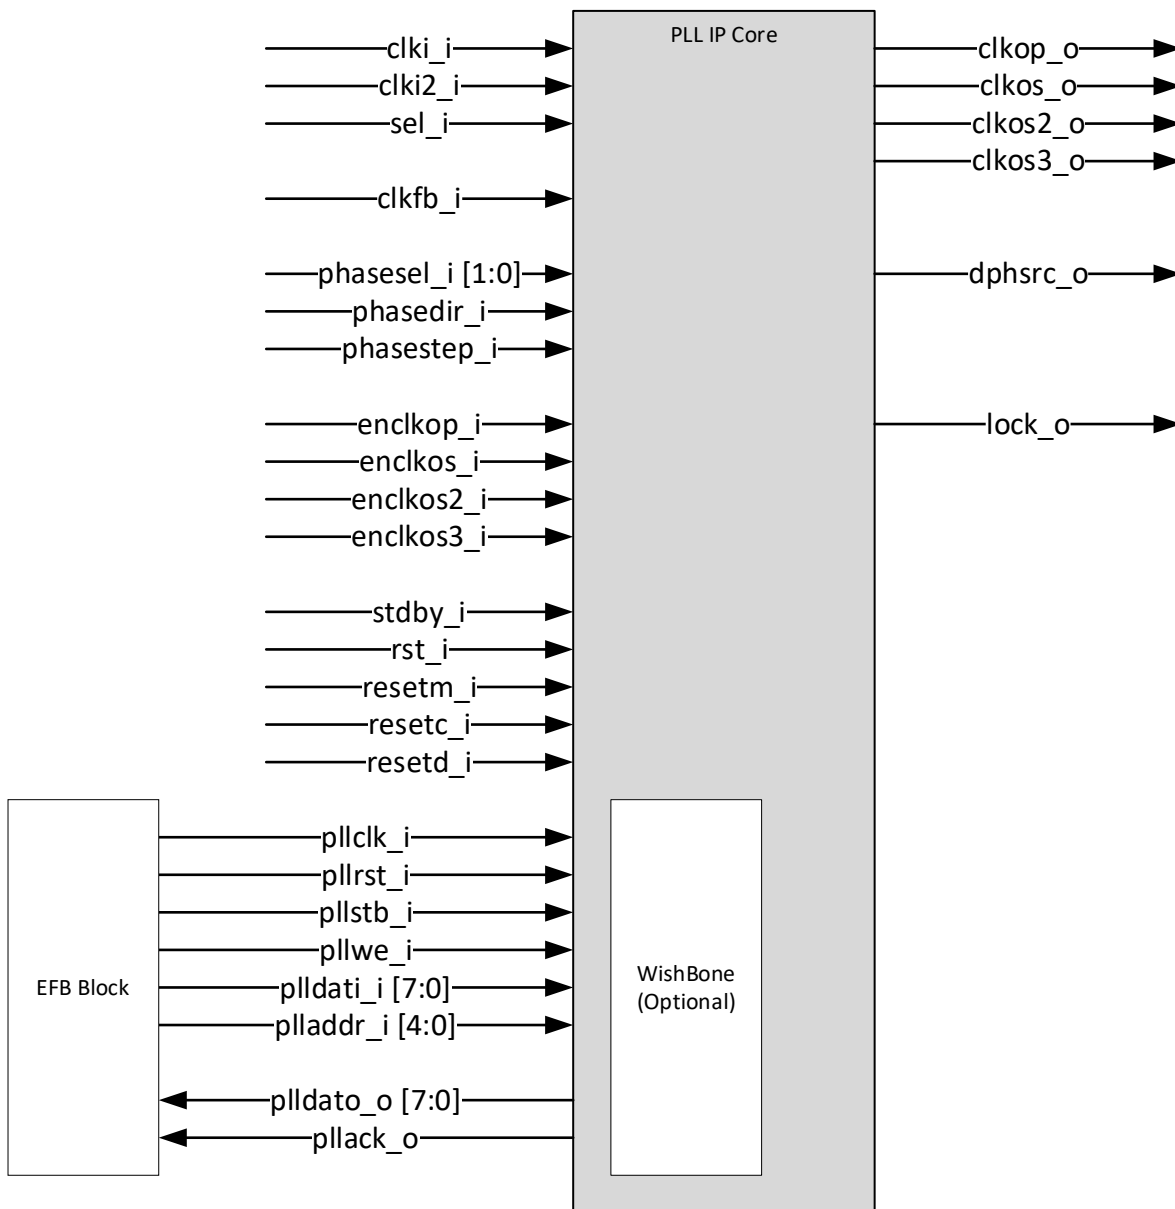 PLL IP Core
clki_i
clki2_i
sel_i
clkfb_i
phasesel_i [1:0]
phasedir_i
phasestep_i
enclkop_i
enclkos_i
enclkos2_i
enclkos3_i
stdby_i
rst_i
resetm_i
resetc_i
resetd_i
clkop_o
clkos_o
clkos2_o
clkos3_o
dphsrc_o
lock_o
EFB Block
pllclk_i
pllrst_i
pllstb_i
pllwe_i
plldati_i [7:0]
plladdr_i [4:0]
plldato_o [7:0]
pllack_o
WishBone
(Optional)